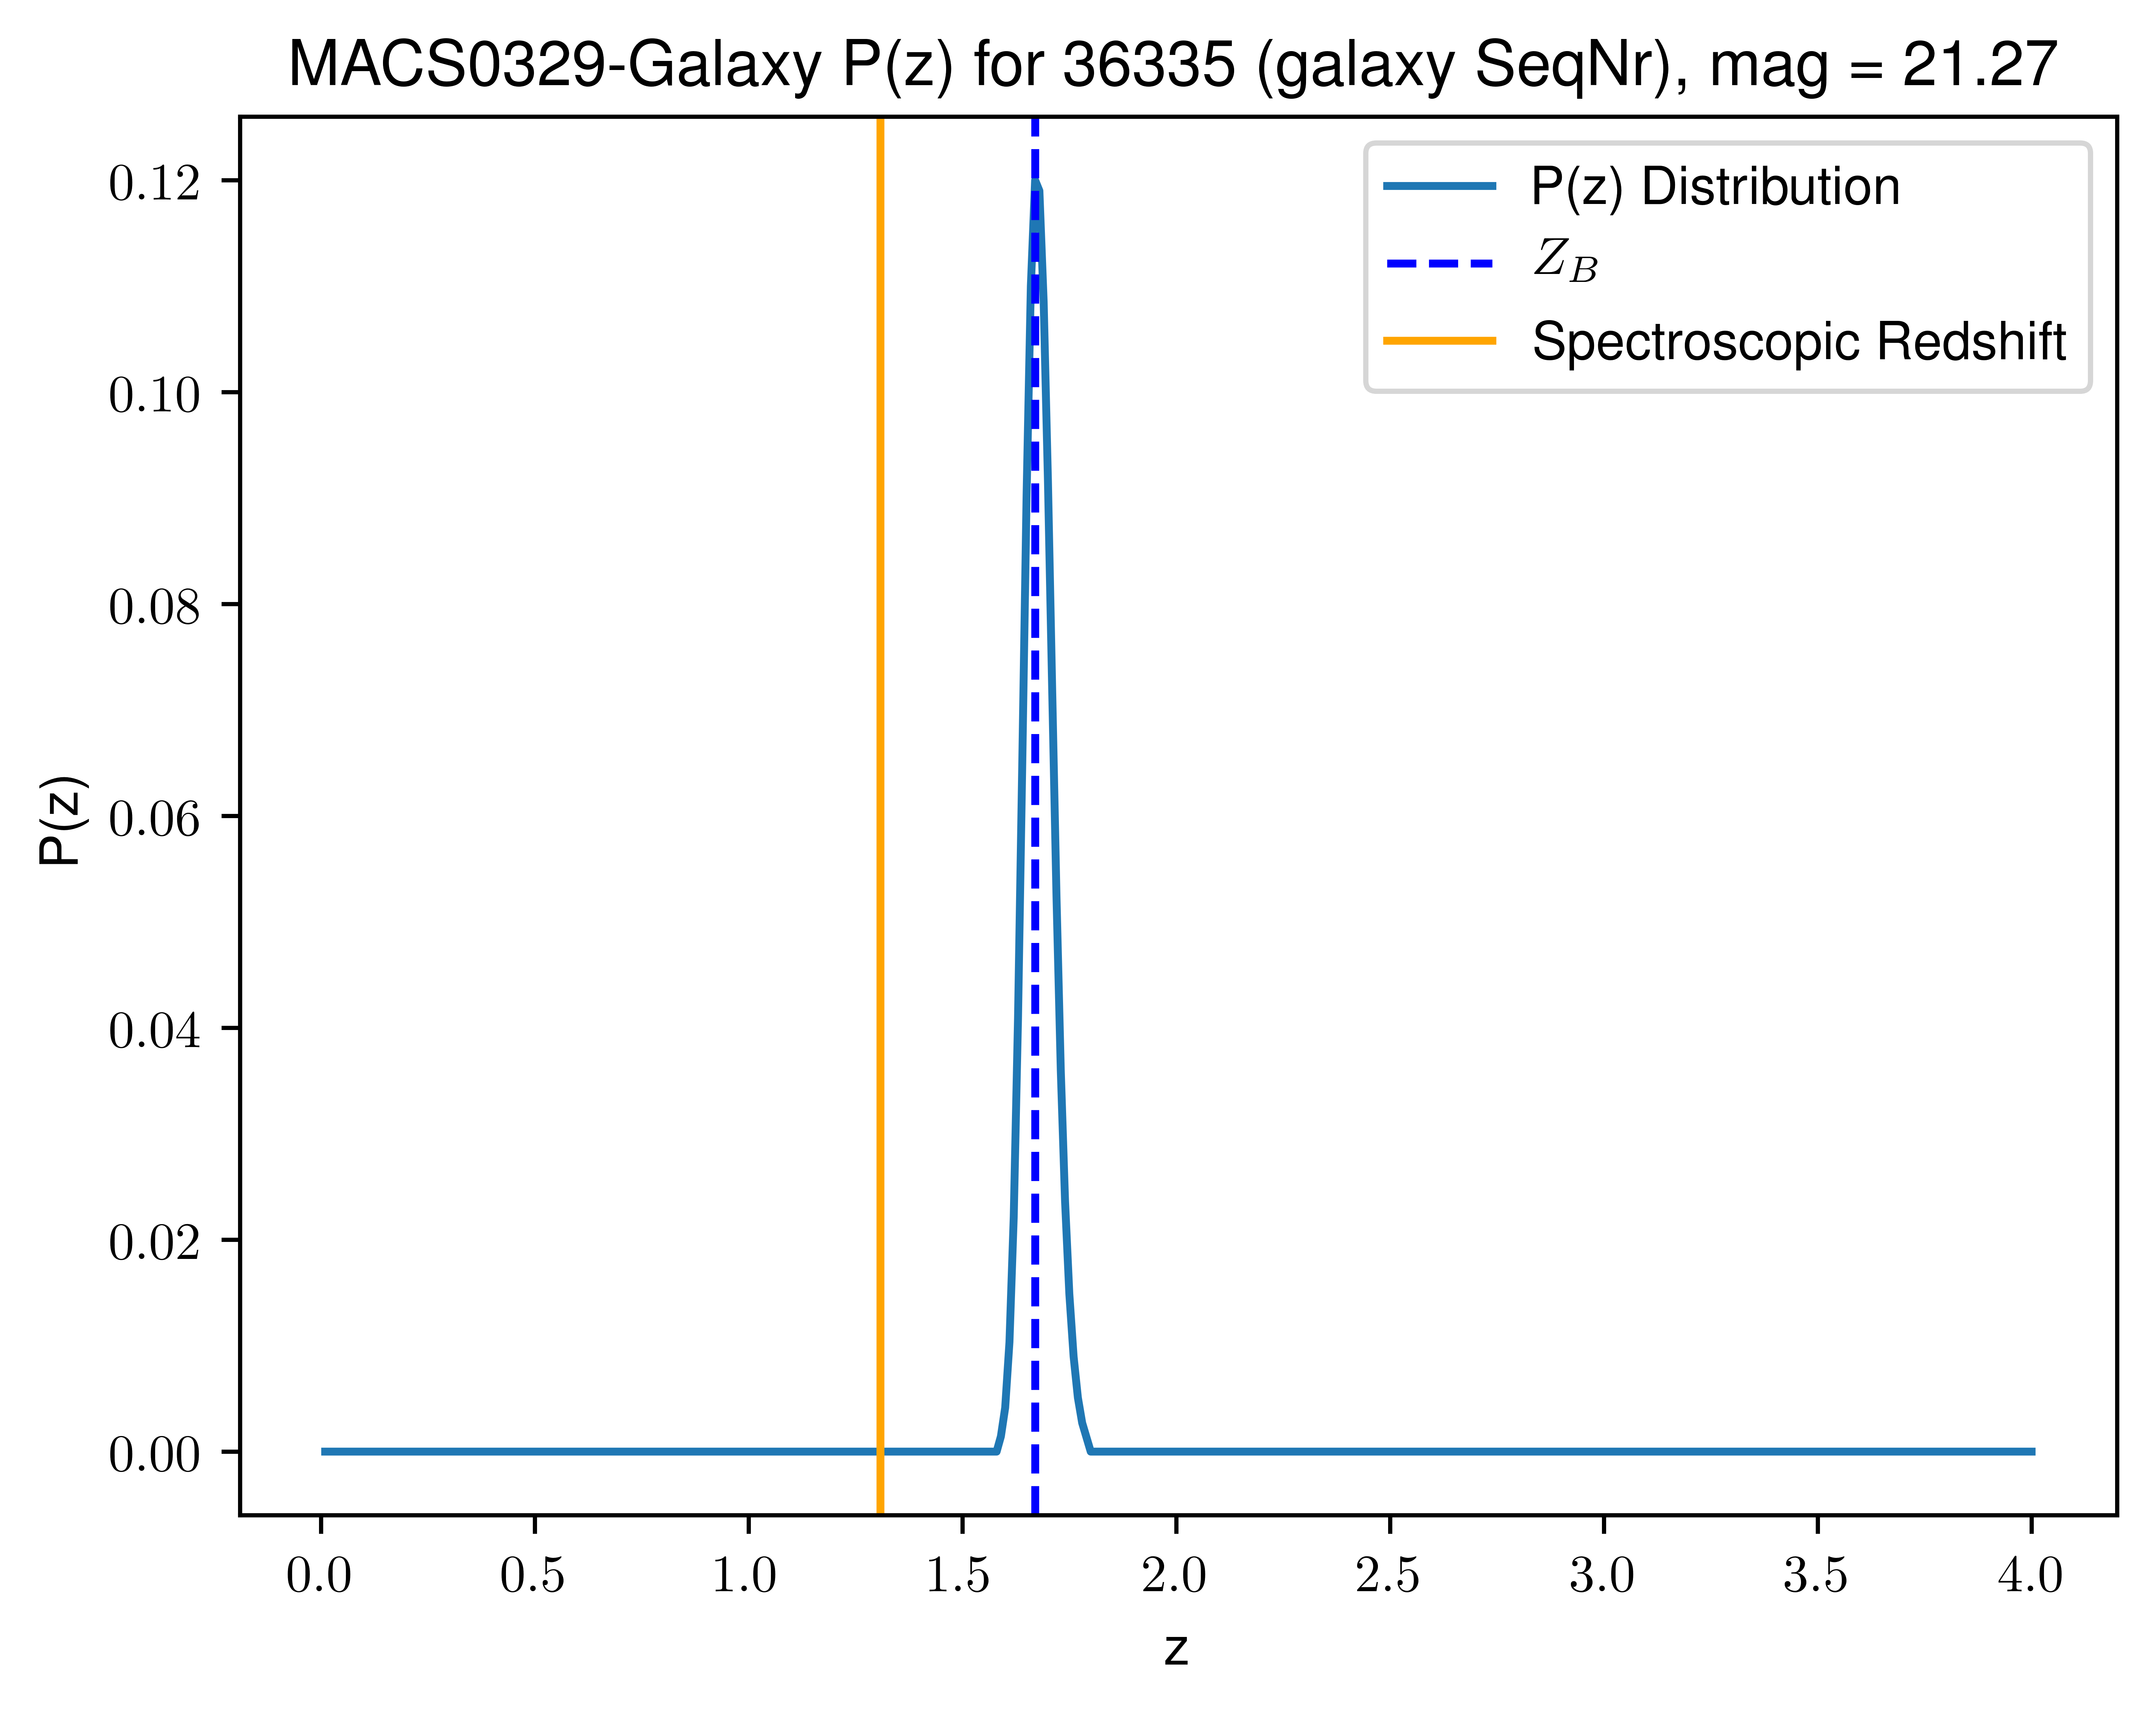 MACS0329-Galaxy P(z) for 36335 (galaxy SeqNr), mag = 21.27
P(z) Distribution
Z_B
Spectroscopic Redshift
P(z)
0.12
0.10
0.08
0.06
0.04
0.02
0.00
0.0 0.5 1.0 1.5 2.0 2.5 3.0 3.5 4.0
z